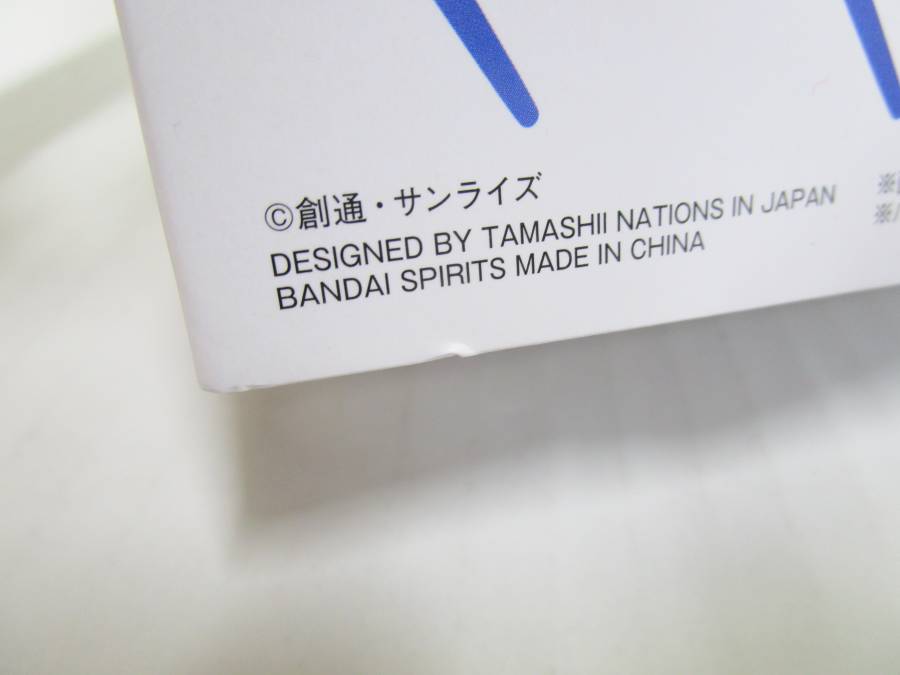 ©創通・サンライズ
DESIGNED BY TAMASHII NATIONS IN JAPAN
BANDAI SPIRITS MADE IN CHINA
※
※